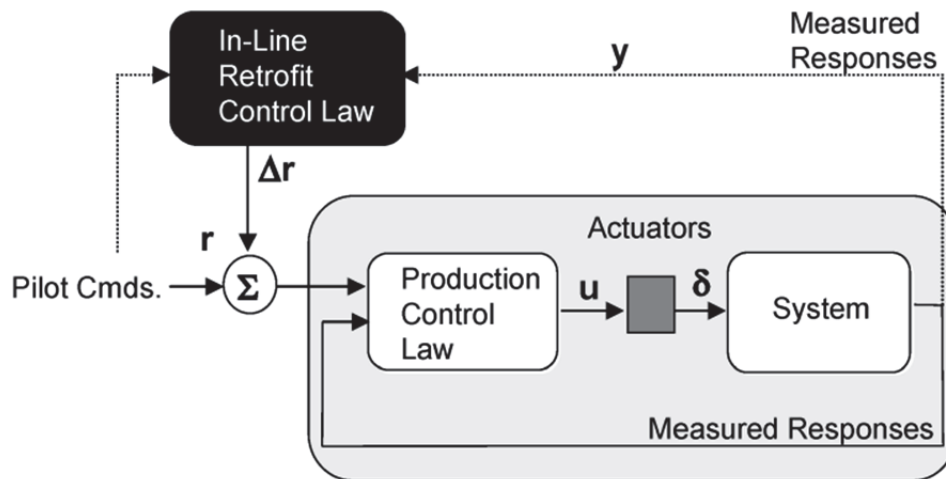 In-Line
Retrofit
Control Law
Measured
Responses
y
Δr
r
Pilot Cmds.
Σ
Actuators
Production
Control
Law
u
δ
System
Measured Responses